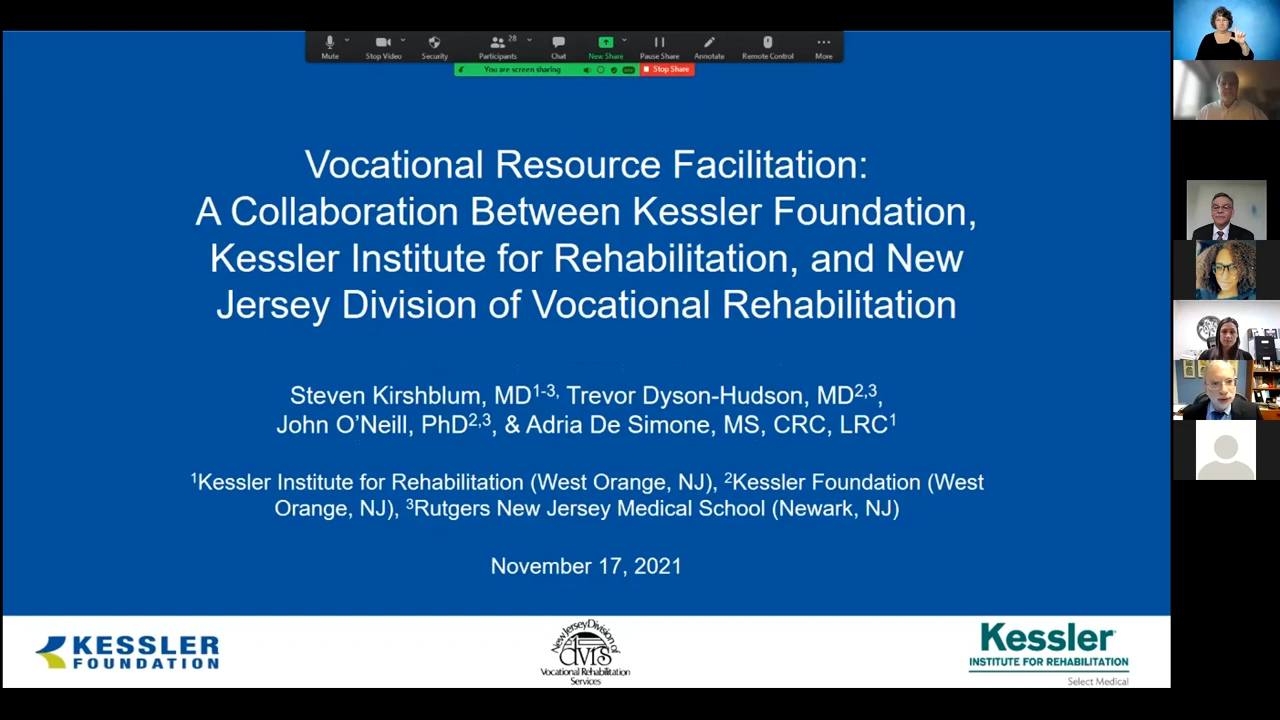 28
Mute
Stop Video
Security
Participants
Chat
New Share
Pause Share
Annotate
Remote Control
More
You are screen sharing
Stop Share
Vocational Resource Facilitation:
A Collaboration Between Kessler Foundation,
Kessler Institute for Rehabilitation, and New
Jersey Division of Vocational Rehabilitation
Steven Kirshblum, MD1-3, Trevor Dyson-Hudson, MD2,3,
John O'Neill, PhD2,3, & Adria De Simone, MS, CRC, LRC1
1Kessler Institute for Rehabilitation (West Orange, NJ), 2Kessler Foundation (West
Orange, NJ), 3Rutgers New Jersey Medical School (Newark, NJ)
November 17, 2021
KESSLER
FOUNDATION
New Jersey Division of
dvrs
Vocational Rehabilitation
Services
Kessler
INSTITUTE FOR REHABILITATION
Select Medical